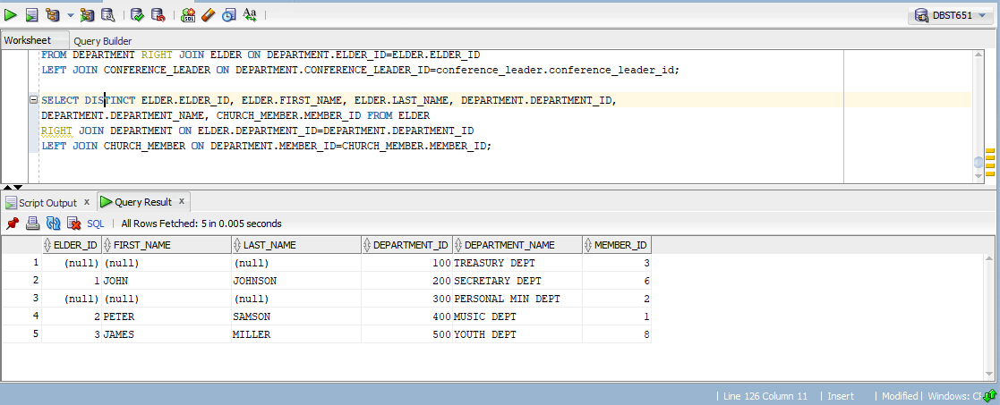 DBST651
Worksheet Query Builder
FROM DEPARTMENT RIGHT JOIN ELDER ON DEPARTMENT.ELDER_ID=ELDER.ELDER_ID
LEFT JOIN CONFERENCE_LEADER ON DEPARTMENT.CONFERENCE_LEADER_ID=conference_leader.conference_leader_id;
SELECT DISTINCT ELDER.ELDER_ID, ELDER.FIRST_NAME, ELDER.LAST_NAME, DEPARTMENT.DEPARTMENT_ID,
DEPARTMENT.DEPARTMENT_NAME, CHURCH_MEMBER.MEMBER_ID FROM ELDER
RIGHT JOIN DEPARTMENT ON ELDER.DEPARTMENT_ID=DEPARTMENT.DEPARTMENT_ID
LEFT JOIN CHURCH_MEMBER ON DEPARTMENT.MEMBER_ID=CHURCH_MEMBER.MEMBER_ID;
Script Output x Query Result x
SQL | All Rows Fetched: 5 in 0.005 seconds
ELDER_ID FIRST_NAME LAST_NAME DEPARTMENT_ID DEPARTMENT_NAME MEMBER_ID
1 (null) (null) (null) 100 TREASURY DEPT 3
2 1 JOHN JOHNSON 200 SECRETARY DEPT 6
3 (null) (null) (null) 300 PERSONAL MIN DEPT 2
4 2 PETER SAMSON 400 MUSIC DEPT 1
5 3 JAMES MILLER 500 YOUTH DEPT 8
| Line 126 Column 11 | Insert | Modified | Windows: